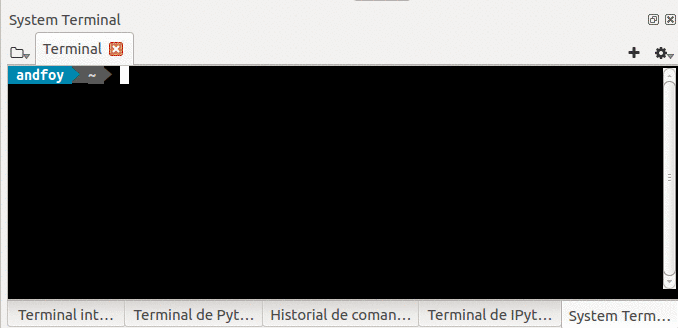 System Terminal
Terminal
andfoy ~
Terminal int... Terminal de Pyt... Historial de coman... Terminal de IPyt... System Term...